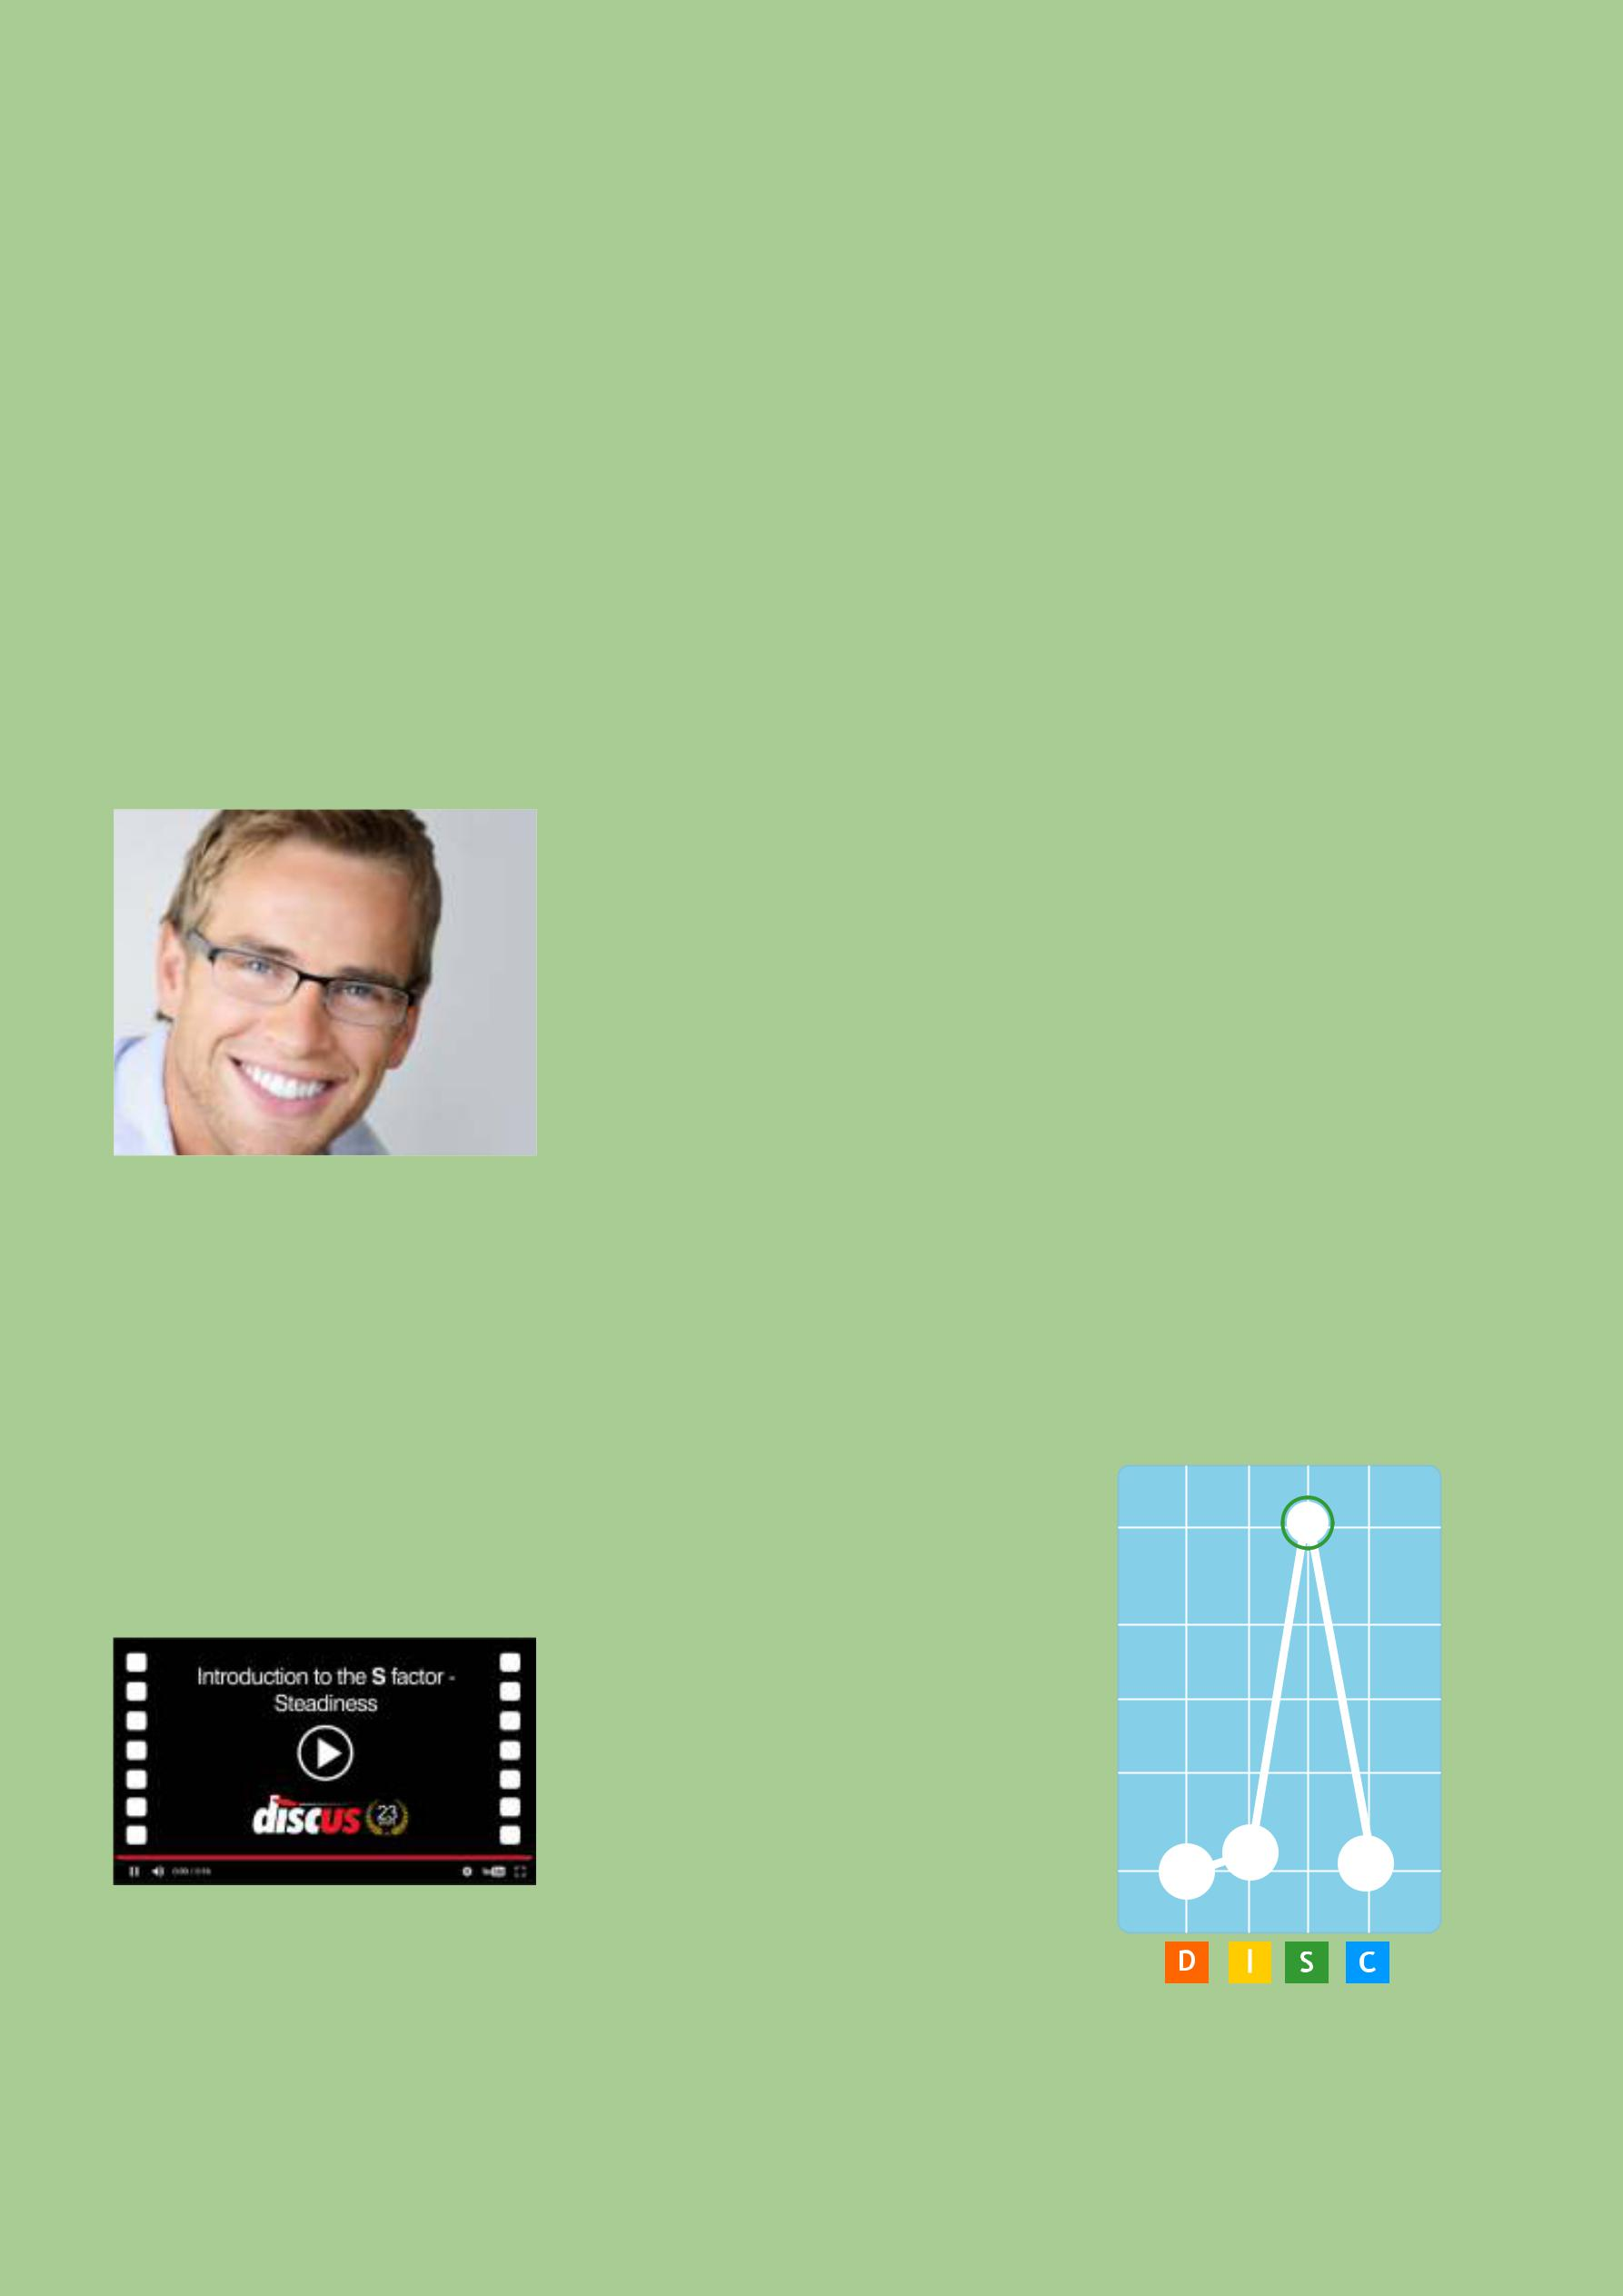 Introduction to the S factor -
Steadiness
discus 23
D I S C